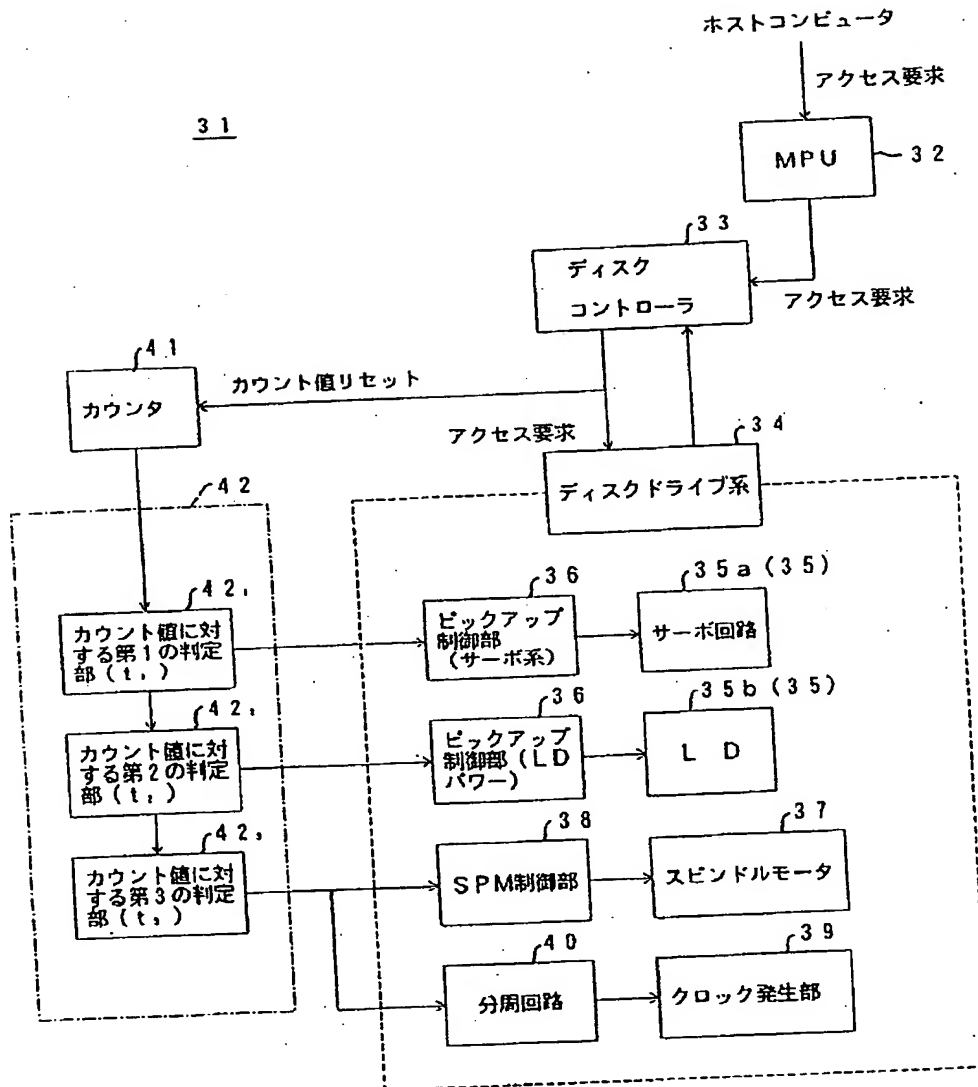 ホストコンピュータ
アクセス要求
31
MPU
32
33
ディスク
コントローラ
アクセス要求
41
カウンタ
カウント値リセット
アクセス要求
34
ディスクドライブ系
42
42₁
カウント値に対
する第1の判定
部(t₁)
36
ピックアップ
制御部
(サーボ系)
35a(35)
サーボ回路
42₂
カウント値に対
する第2の判定
部(t₂)
36
ピックアップ
制御部(LD
パワー)
35b(35)
LD
42₃
カウント値に対
する第3の判定
部(t₃)
38
SPM制御部
37
スピンドルモータ
40
分周回路
39
クロック発生部